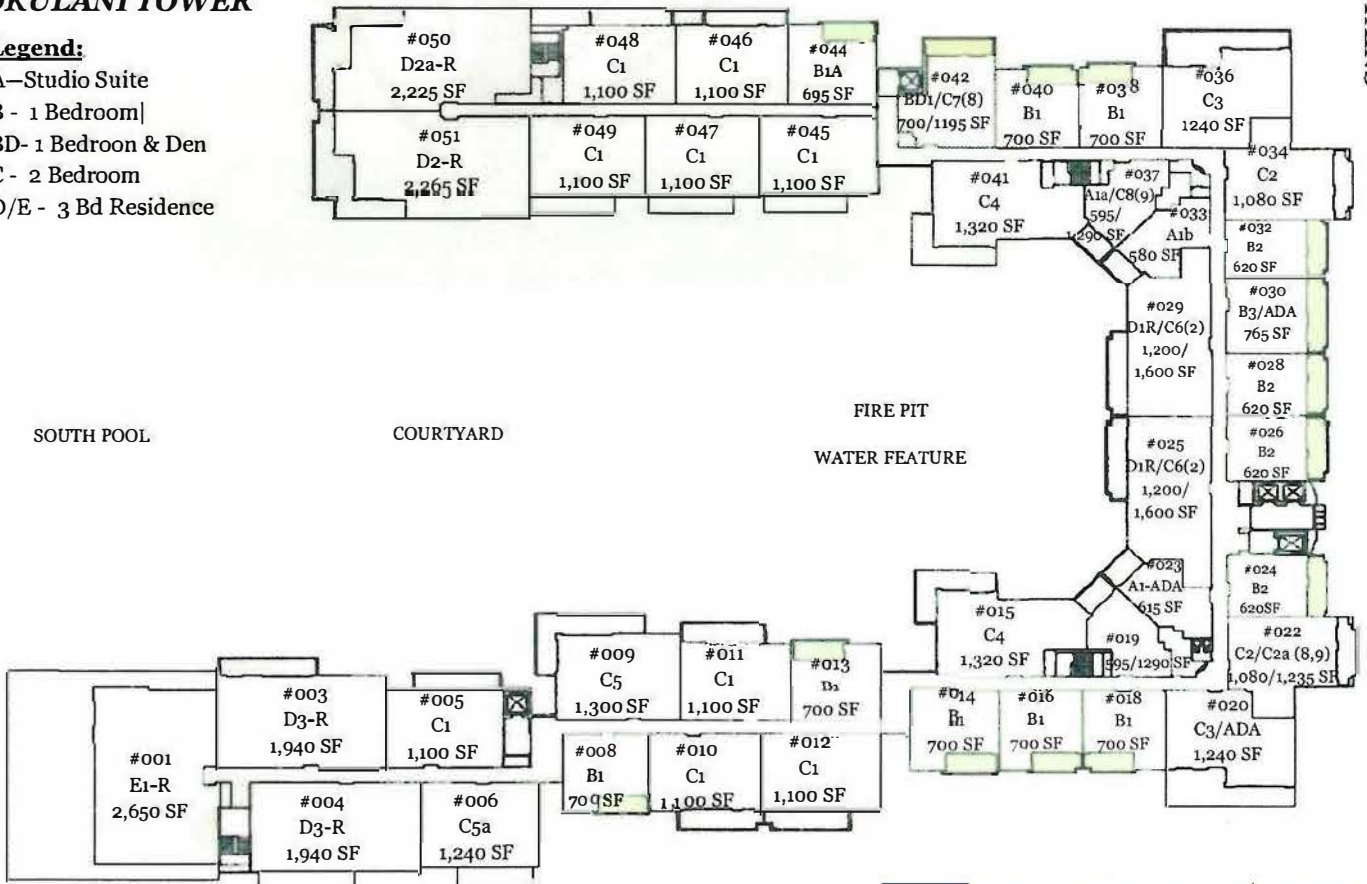 OKULANI TOWER
Legend:
A—Studio Suite
B - 1 Bedroom|
BD- 1 Bedroon & Den
C - 2 Bedroom
D/E - 3 Bd Residence
#050
D2a-R
2,225 SF
#048
C1
1,100 SF
#046
C1
1,100 SF
#044
B1A
695 SF
#042
BD1/C7(8)
700/1195 SF
#040
B1
700 SF
#038
B1
700 SF
#036
C3
1240 SF
#051
D2-R
2,265 SF
#049
C1
1,100 SF
#047
C1
1,100 SF
#045
C1
1,100 SF
#041
C4
1,320 SF
#037
A1a/C8(9)
595/
1,290 SF
#033
A1b
580 SF
#034
C2
1,080 SF
#032
B2
620 SF
#030
B3/ADA
765 SF
#029
D1R/C6(2)
1,200/
1,600 SF
#028
B2
620 SF
#026
B2
620 SF
#025
D1R/C6(2)
1,200/
1,600 SF
SOUTH POOL
COURTYARD
FIRE PIT
WATER FEATURE
#023
A1-ADA
615 SF
#024
B2
620SF
#015
C4
1,320 SF
#019
595/1290 SF
#022
C2/C2a (8,9)
1,080/1,235 SF
#009
C5
1,300 SF
#011
C1
1,100 SF
#013
B1
700 SF
#014
B1
700 SF
#016
B1
700 SF
#018
B1
700 SF
#020
C3/ADA
1,240 SF
#003
D3-R
1,940 SF
#005
C1
1,100 SF
#008
B1
700 SF
#010
C1
1,100 SF
#012
C1
1,100 SF
#001
E1-R
2,650 SF
#004
D3-R
1,940 SF
#006
C5a
1,240 SF